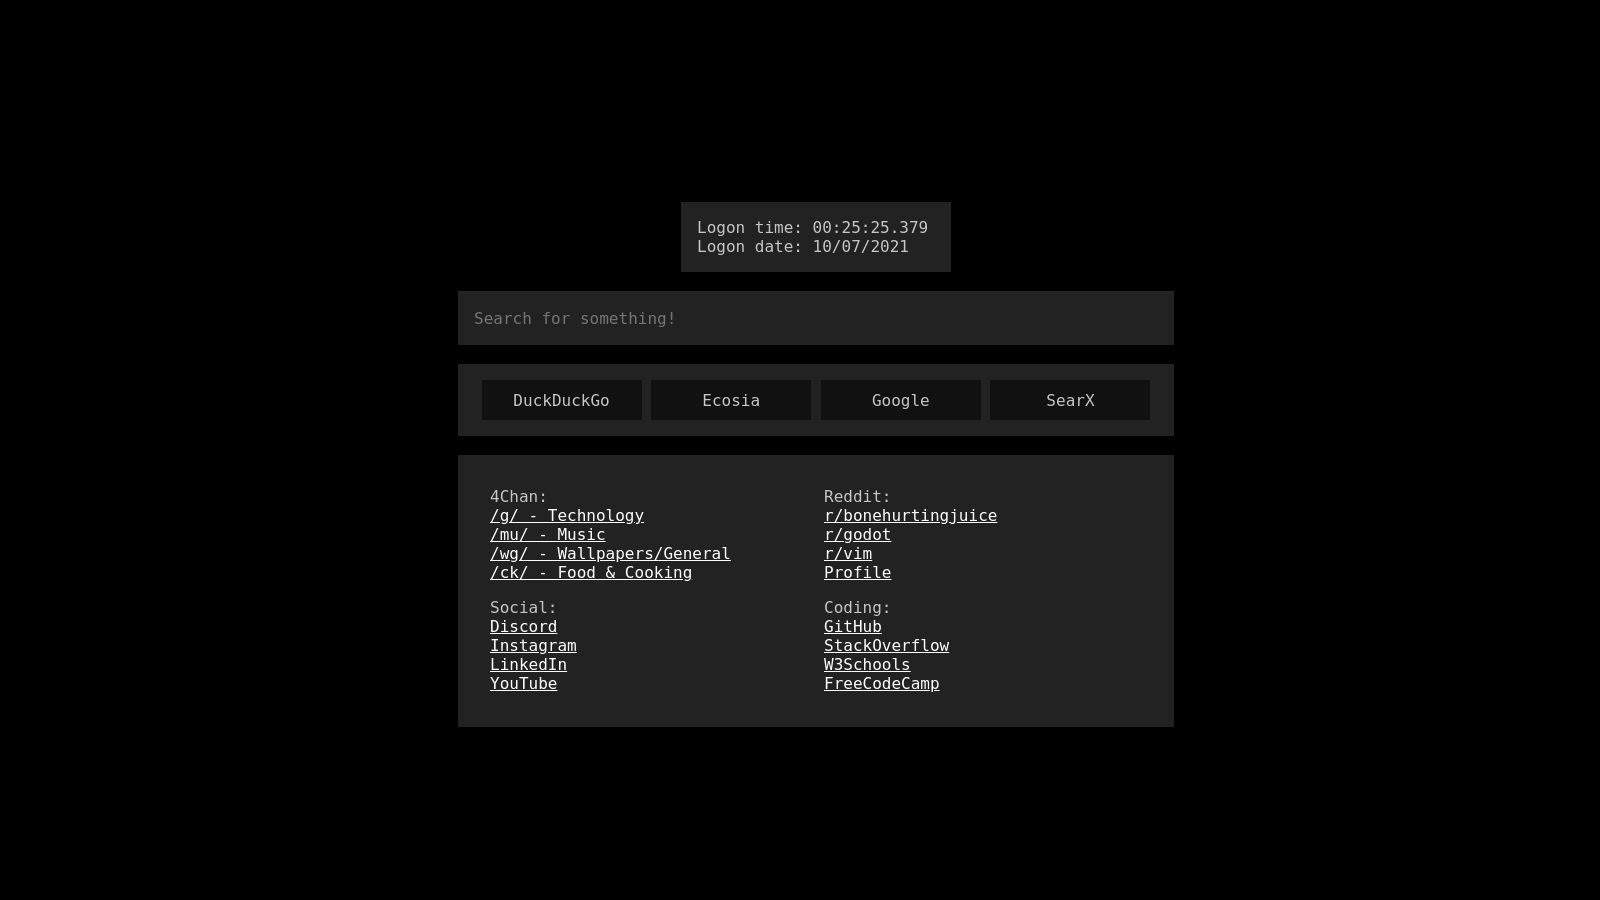 Logon time: 00:25:25.379
Logon date: 10/07/2021
Search for something!
DuckDuckGo Ecosia Google SearX
4Chan:
/g/ - Technology
/mu/ - Music
/wg/ - Wallpapers/General
/ck/ - Food & Cooking
Reddit:
r/bonehurtingjuice
r/godot
r/vim
Profile
Social:
Discord
Instagram
LinkedIn
YouTube
Coding:
GitHub
StackOverflow
W3Schools
FreeCodeCamp